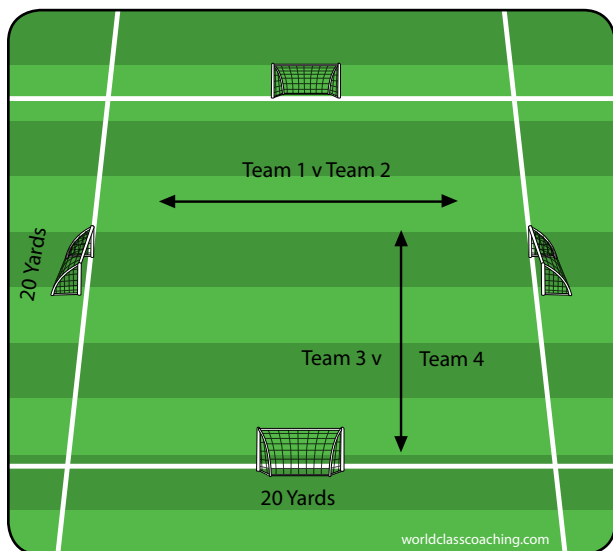 Team 1 v Team 2
20 Yards
Team 3 v Team 4
20 Yards
worldclasscoaching.com